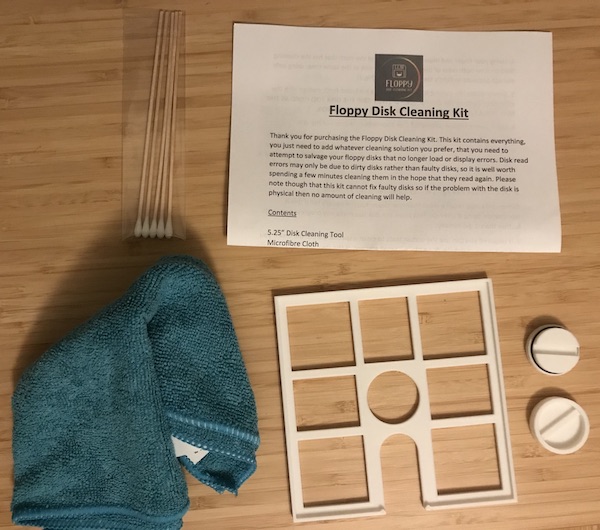 FLOPPY
Floppy Disk Cleaning Kit
Thank you for purchasing the Floppy Disk Cleaning Kit. This kit contains everything,
you just need to add whatever cleaning solution you prefer, that you need to
attempt to salvage your floppy disks that no longer load or display errors. Disk read
errors may only be due to dirty disks rather than faulty disks, so it is well worth
spending a few minutes cleaning them in the hope that they read again. Please
note though that this kit cannot fix faulty disks so if the problem with the disk is
physical then no amount of cleaning will help.
Contents
5.25" Disk Cleaning Tool
Microfibre Cloth